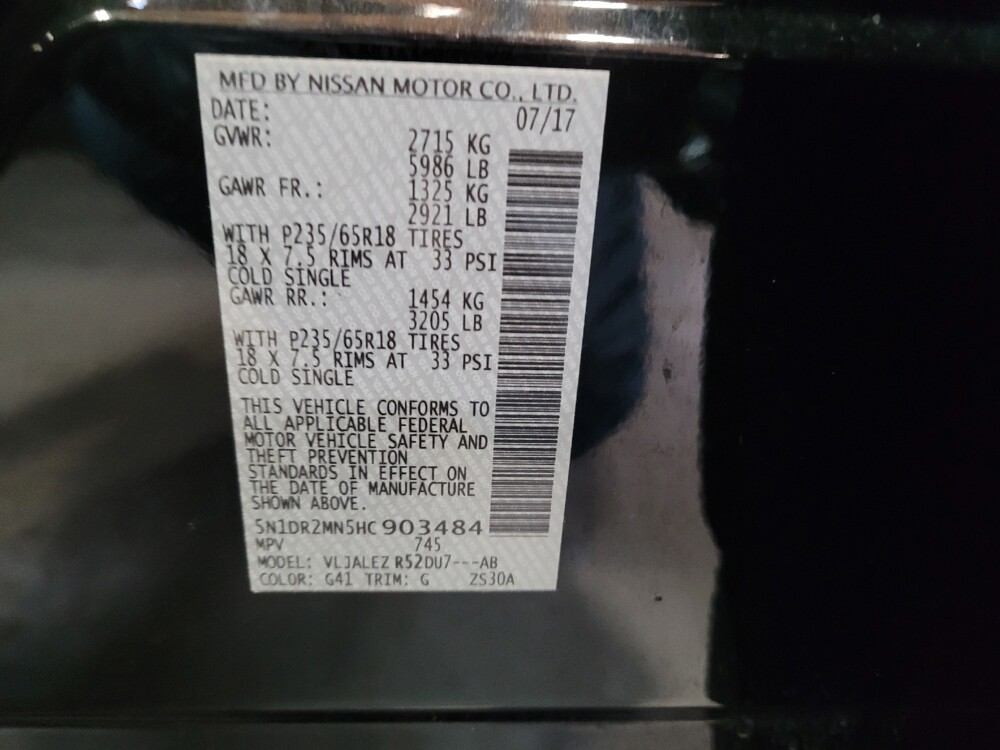 MFD BY NISSAN MOTOR CO., LTD.
DATE: 07/17
GVWR: 2715 KG
5986 LB
GAWR FR.: 1325 KG
2921 LB
WITH P235/65R18 TIRES
18 X 7.5 RIMS AT 33 PSI
COLD SINGLE
GAWR RR.: 1454 KG
3205 LB
WITH P235/65R18 TIRES
18 X 7.5 RIMS AT 33 PSI
COLD SINGLE
THIS VEHICLE CONFORMS TO
ALL APPLICABLE FEDERAL
MOTOR VEHICLE SAFETY AND
THEFT PREVENTION
STANDARDS IN EFFECT ON
THE DATE OF MANUFACTURE
SHOWN ABOVE.
5N1DR2MN5HC903484
MPV 745
MODEL: VLJALEZ R52DU7---AB
COLOR: G41 TRIM: G ZS30A